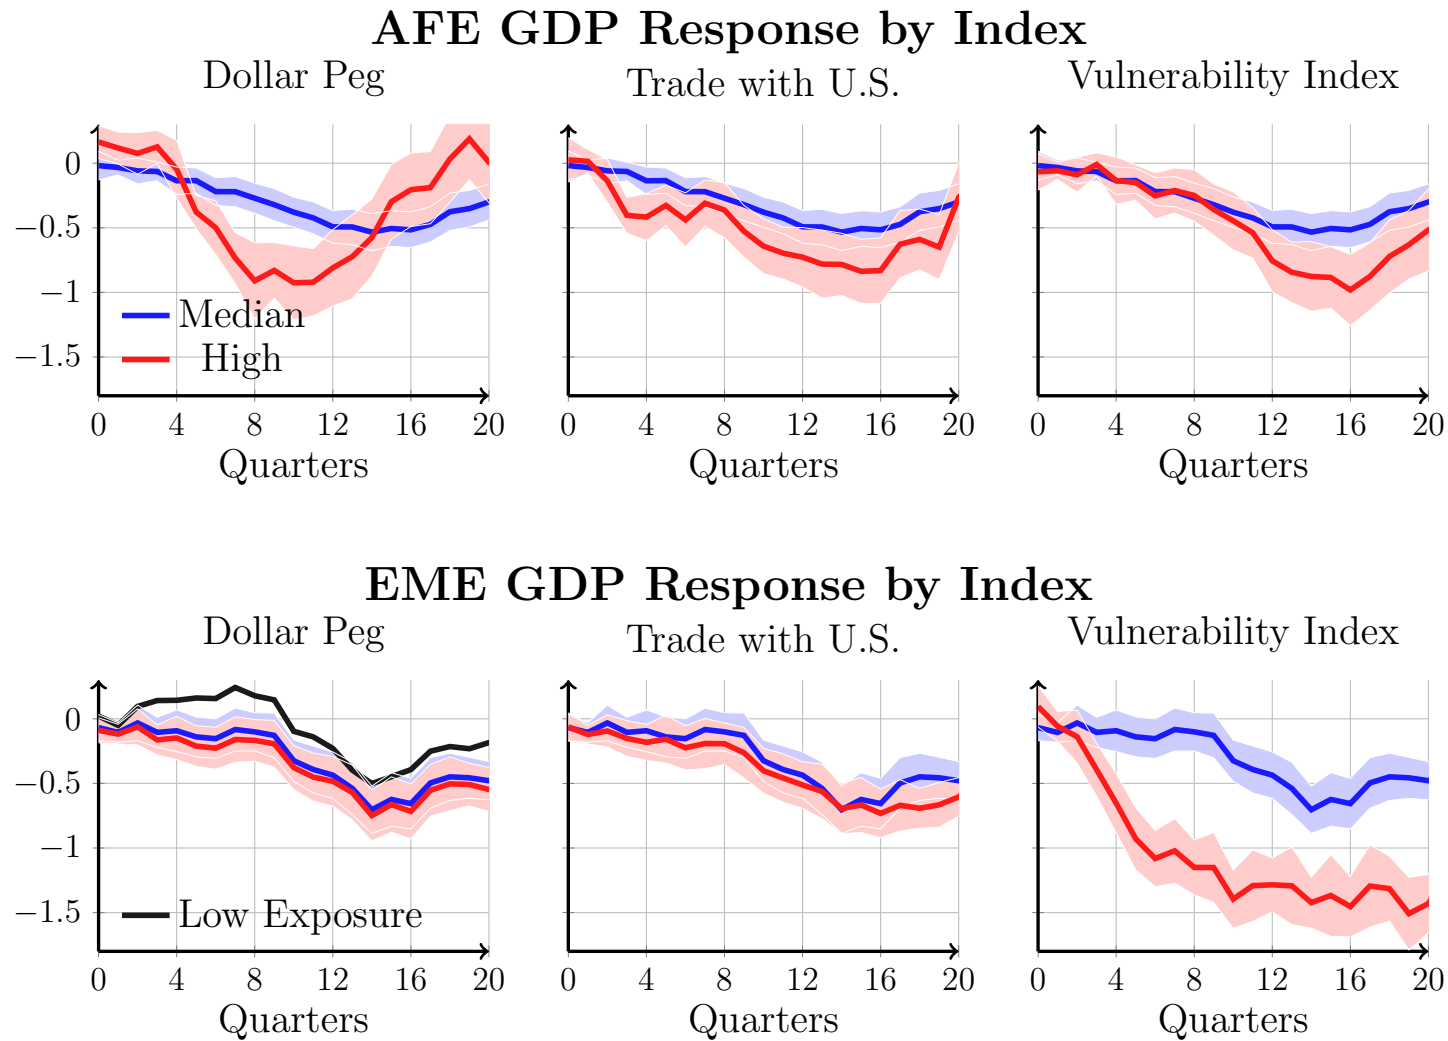 AFE GDP Response by Index
Dollar Peg
Trade with U.S.
Vulnerability Index
0
−0.5
−1
−1.5
Median
High
0 4 8 12 16 20
0 4 8 12 16 20
0 4 8 12 16 20
Quarters
Quarters
Quarters
EME GDP Response by Index
Dollar Peg
Trade with U.S.
Vulnerability Index
0
−0.5
−1
−1.5
Low Exposure
0 4 8 12 16 20
0 4 8 12 16 20
0 4 8 12 16 20
Quarters
Quarters
Quarters